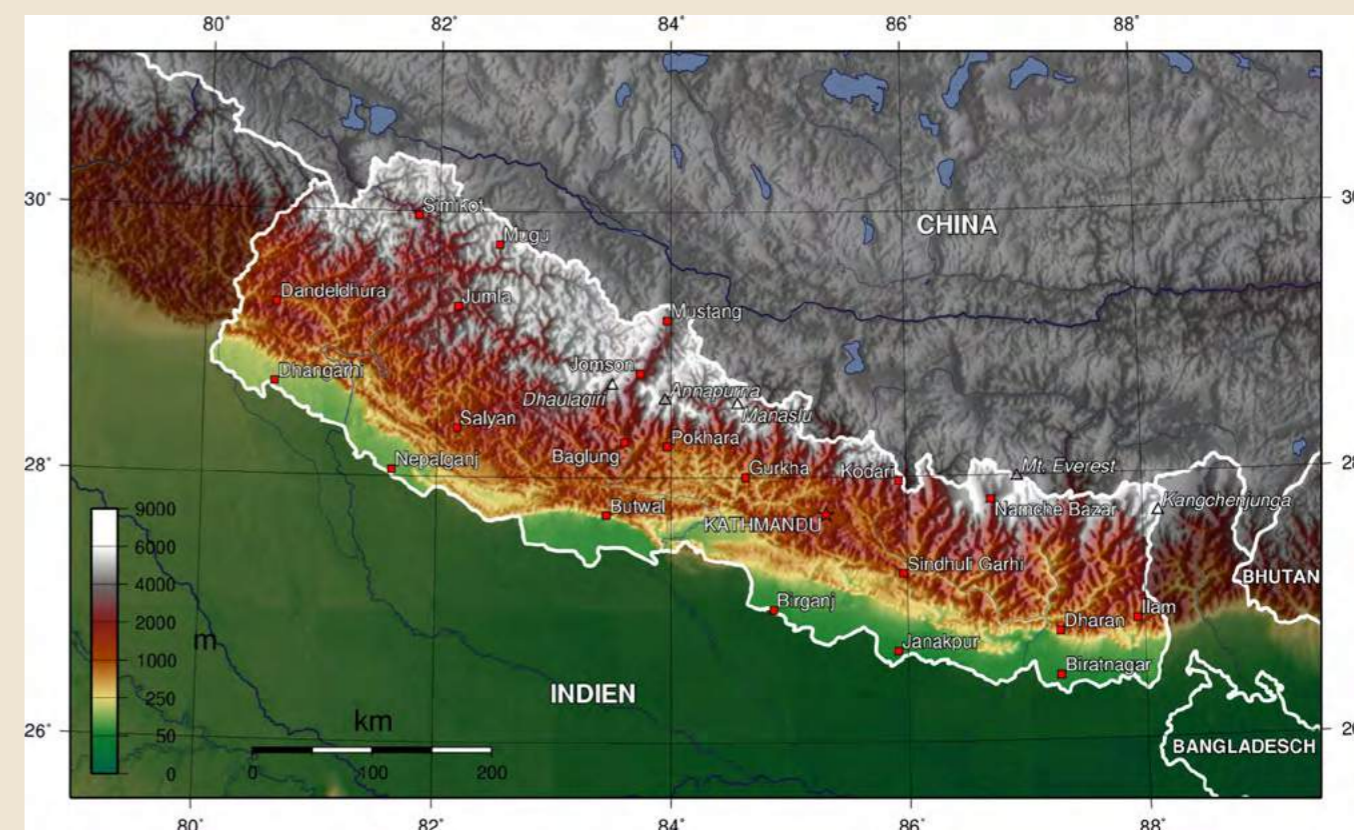 80° 82° 84° 86° 88°
30° 30
CHINA
Simikot
Mugu
Dandeldhura
Jumla
Mustang
Jomson
Annapurna
Dhangarhi
Dhaulagiri
Manaslu
Salyan
Pokhara
Baglung
Nepalganj
Gurkha
Kodari
Mt. Everest
28° 28
Butwal
KATHMANDU
Namche Bazar
Kangchenjunga
Sindhuli Garhi
BHUTAN
Birganj
Dharan
Ilam
Janakpur
Biratnagar
INDIEN
BANGLADESCH
9000
6000
4000
2000
m
1000
250
50
0
km
0 100 200
26°
80° 82° 84° 86° 88°